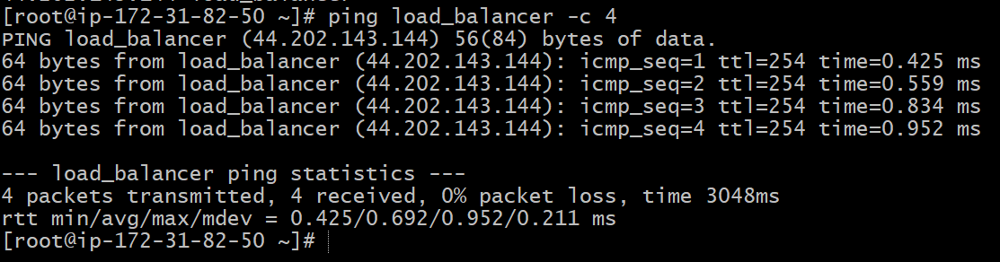 [root@ip-172-31-82-50 ~]# ping load_balancer -c 4
PING load_balancer (44.202.143.144) 56(84) bytes of data.
64 bytes from load_balancer (44.202.143.144): icmp_seq=1 ttl=254 time=0.425 ms
64 bytes from load_balancer (44.202.143.144): icmp_seq=2 ttl=254 time=0.559 ms
64 bytes from load_balancer (44.202.143.144): icmp_seq=3 ttl=254 time=0.834 ms
64 bytes from load_balancer (44.202.143.144): icmp_seq=4 ttl=254 time=0.952 ms

--- load_balancer ping statistics ---
4 packets transmitted, 4 received, 0% packet loss, time 3048ms
rtt min/avg/max/mdev = 0.425/0.692/0.952/0.211 ms
[root@ip-172-31-82-50 ~]#